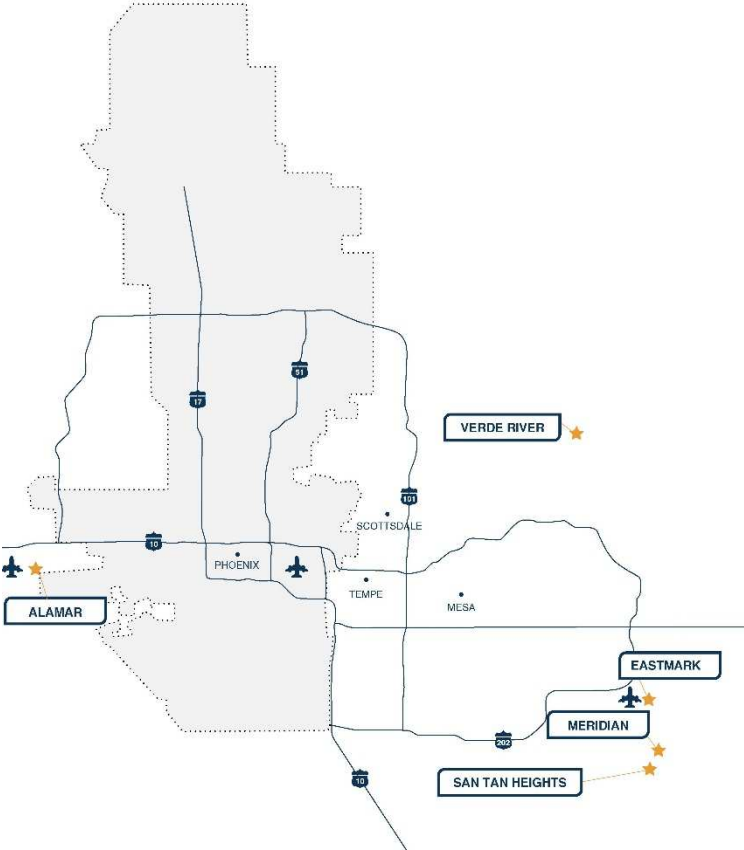 51
17
VERDE RIVER
101
SCOTTSDALE
10
PHOENIX
TEMPE
MESA
ALAMAR
EASTMARK
MERIDIAN
202
10
SAN TAN HEIGHTS